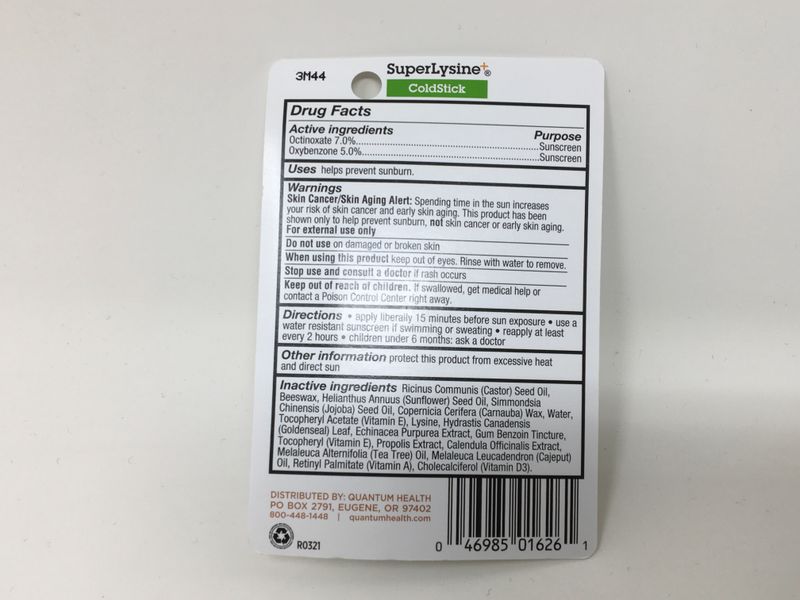 3M44
SuperLysine+®
ColdStick
Drug Facts
Active ingredients Purpose
Octinoxate 7.0%..........................................Sunscreen
Oxybenzone 5.0%........................................Sunscreen
Uses helps prevent sunburn.
Warnings
Skin Cancer/Skin Aging Alert: Spending time in the sun increases
your risk of skin cancer and early skin aging. This product has been
shown only to help prevent sunburn, not skin cancer or early skin aging.
For external use only
Do not use on damaged or broken skin
When using this product keep out of eyes. Rinse with water to remove.
Stop use and consult a doctor if rash occurs
Keep out of reach of children. If swallowed, get medical help or
contact a Poison Control Center right away.
Directions • apply liberally 15 minutes before sun exposure • use a
water resistant sunscreen if swimming or sweating • reapply at least
every 2 hours • children under 6 months: ask a doctor
Other information protect this product from excessive heat
and direct sun
Inactive ingredients Ricinus Communis (Castor) Seed Oil,
Beeswax, Helianthus Annuus (Sunflower) Seed Oil, Simmondsia
Chinensis (Jojoba) Seed Oil, Copernicia Cerifera (Carnauba) Wax, Water,
Tocopheryl Acetate (Vitamin E), Lysine, Hydrastis Canadensis
(Goldenseal) Leaf, Echinacea Purpurea Extract, Gum Benzoin Tincture,
Tocopheryl (Vitamin E), Propolis Extract, Calendula Officinalis Extract,
Melaleuca Alternifolia (Tea Tree) Oil, Melaleuca Leucadendron (Cajeput)
Oil, Retinyl Palmitate (Vitamin A), Cholecalciferol (Vitamin D3).
DISTRIBUTED BY: QUANTUM HEALTH
PO BOX 2791, EUGENE, OR 97402
800-448-1448 | quantumhealth.com
R0321
0 46985 01626 1